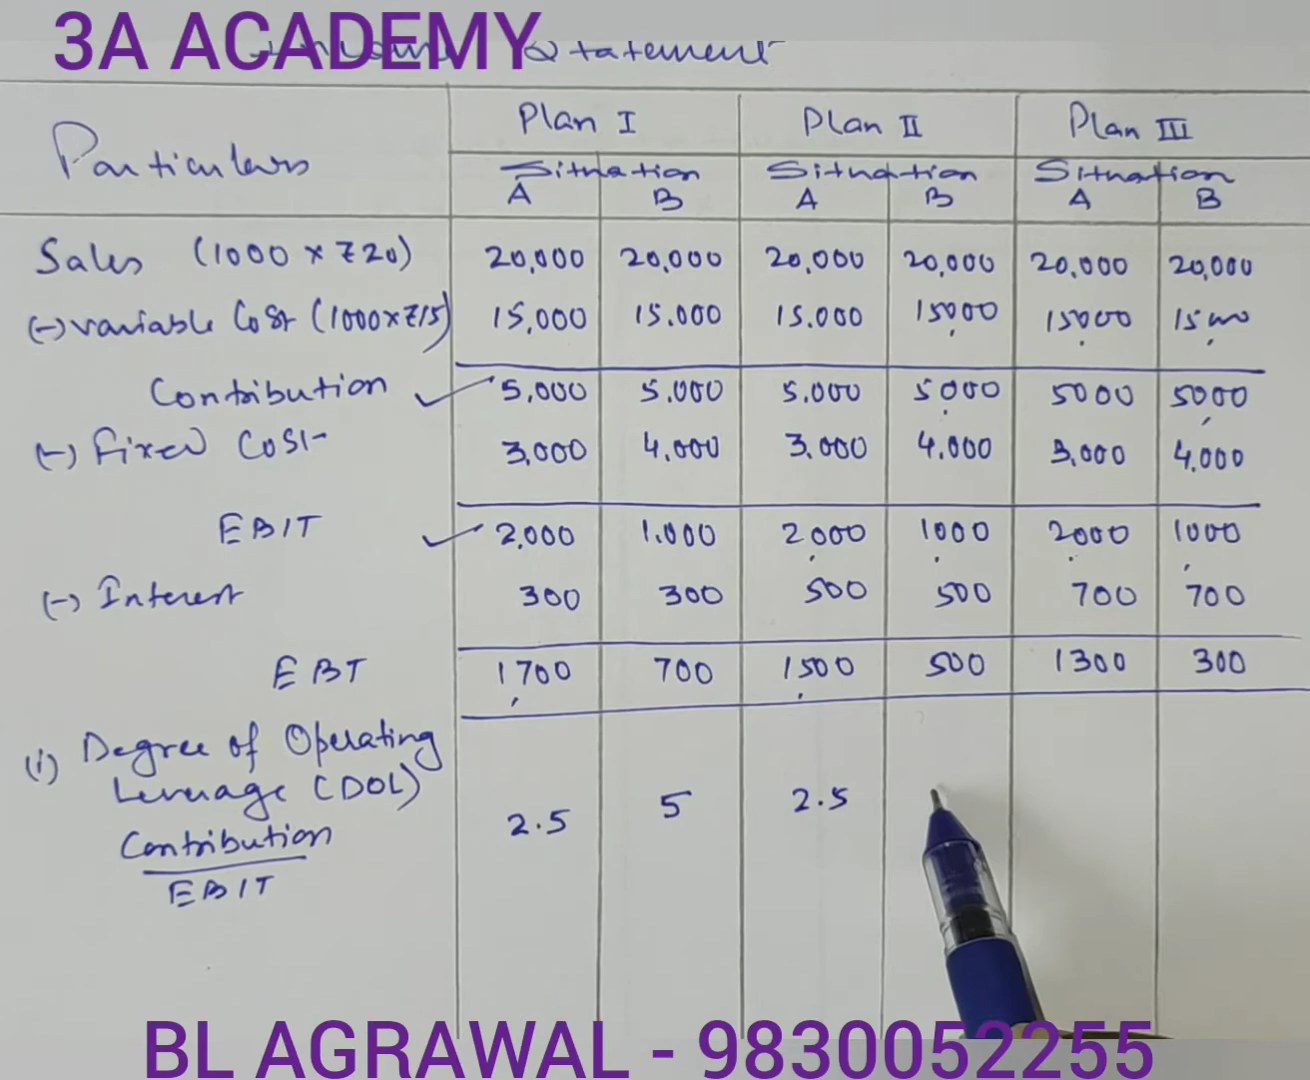 3A ACADEMY
Statement
Particulars Plan I Plan II Plan III
Situation Situation Situation
A B A B A B
Sales (1000 × ₹20) 20,000 20,000 20,000 20,000 20,000 20,000
(-) Variable Cost (1000×₹15) 15,000 15.000 15.000 15000 15000 1500
Contribution 5,000 5.000 5.000 5000 5000 5000
(-) Fixed Cost 3,000 4,000 3,000 4,000 3,000 4,000
EBIT 2,000 1,000 2000 1000 2000 1000
(-) Interest 300 300 500 500 700 700
EBT 1700 700 1500 500 1300 300
(i) Degree of Operating
Leverage (DOL)
2.5 5 2.5
Contribution
EBIT
BL AGRAWAL - 9830052255